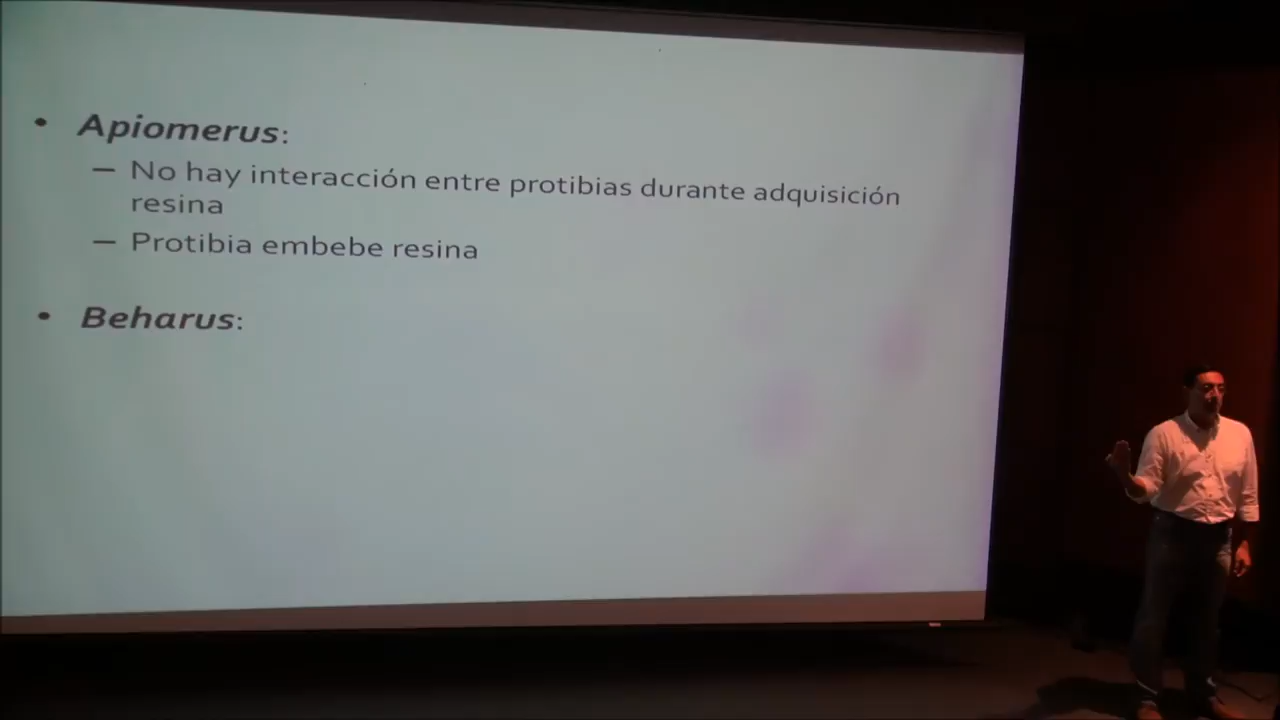 • Apiomerus:
– No hay interacción entre protibias durante adquisición
resina
– Protibia embebe resina
• Beharus: